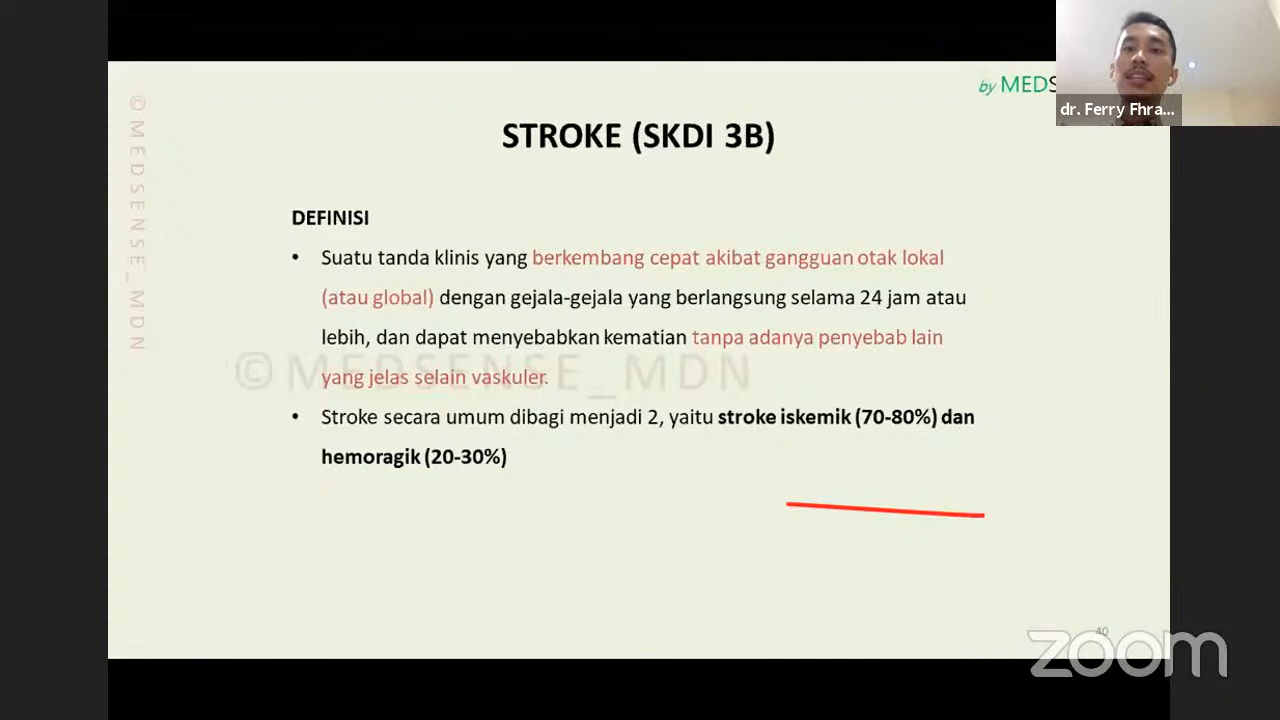 by MEDS
dr. Ferry Fhra...
©MEDSENSE_MDN
STROKE (SKDI 3B)
DEFINISI
• Suatu tanda klinis yang berkembang cepat akibat gangguan otak lokal
(atau global) dengan gejala-gejala yang berlangsung selama 24 jam atau
lebih, dan dapat menyebabkan kematian tanpa adanya penyebab lain
yang jelas selain vaskuler.
©MEDSENSE_MDN
• Stroke secara umum dibagi menjadi 2, yaitu stroke iskemik (70-80%) dan
hemoragik (20-30%)
40
zoom